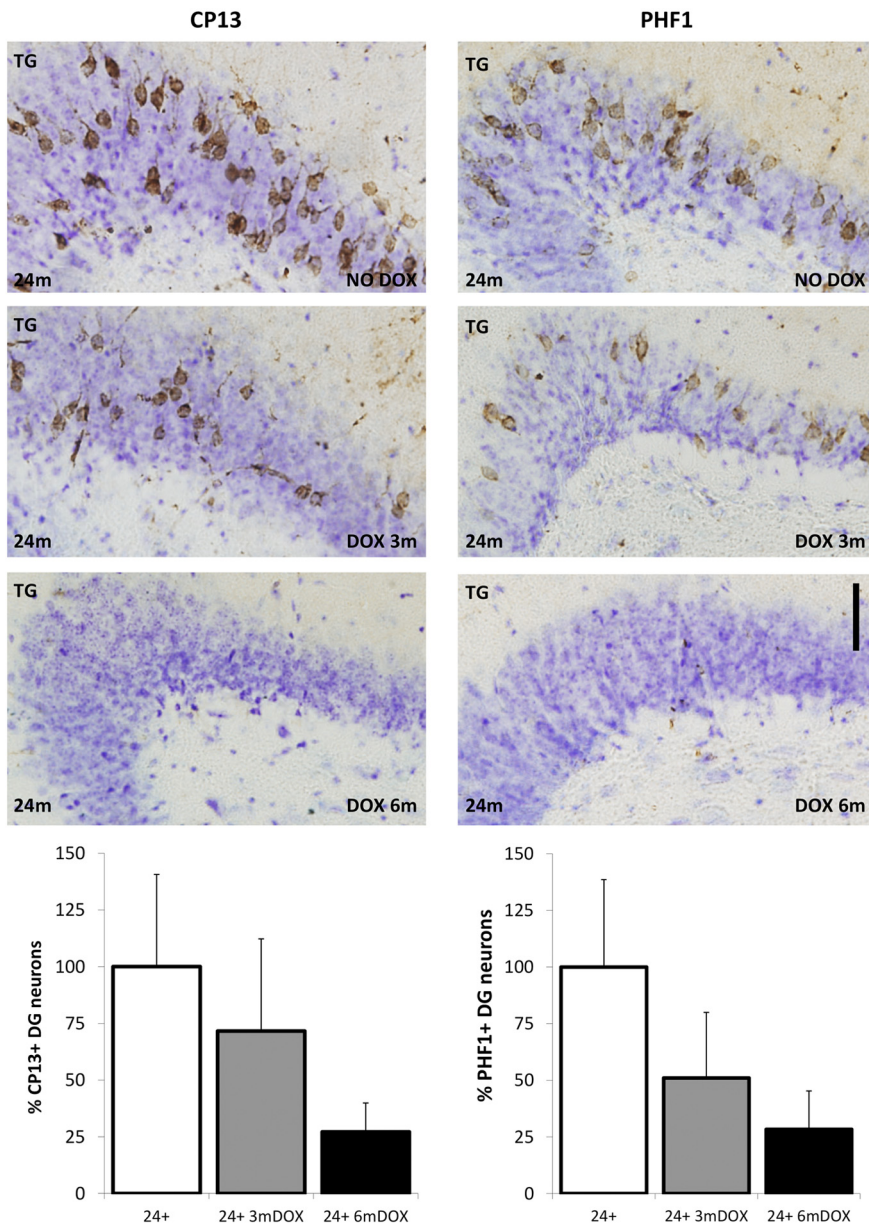 CP13 PHF1
TG TG
24m NO DOX 24m NO DOX
TG TG
24m DOX 3m 24m DOX 3m
TG TG
24m DOX 6m 24m DOX 6m
% CP13+ DG neurons
150
125
100
75
50
25
0
24+ 24+ 3mDOX 24+ 6mDOX
% PHF1+ DG neurons
150
125
100
75
50
25
0
24+ 24+ 3mDOX 24+ 6mDOX